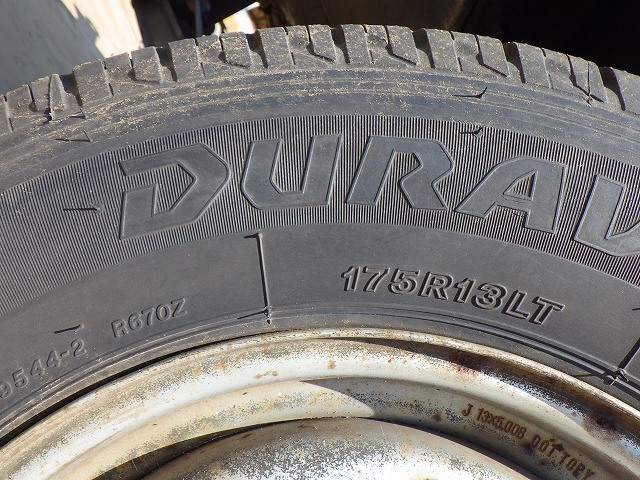 DURAV
175R13LT
9544-2 R670Z
J 13X5.00B